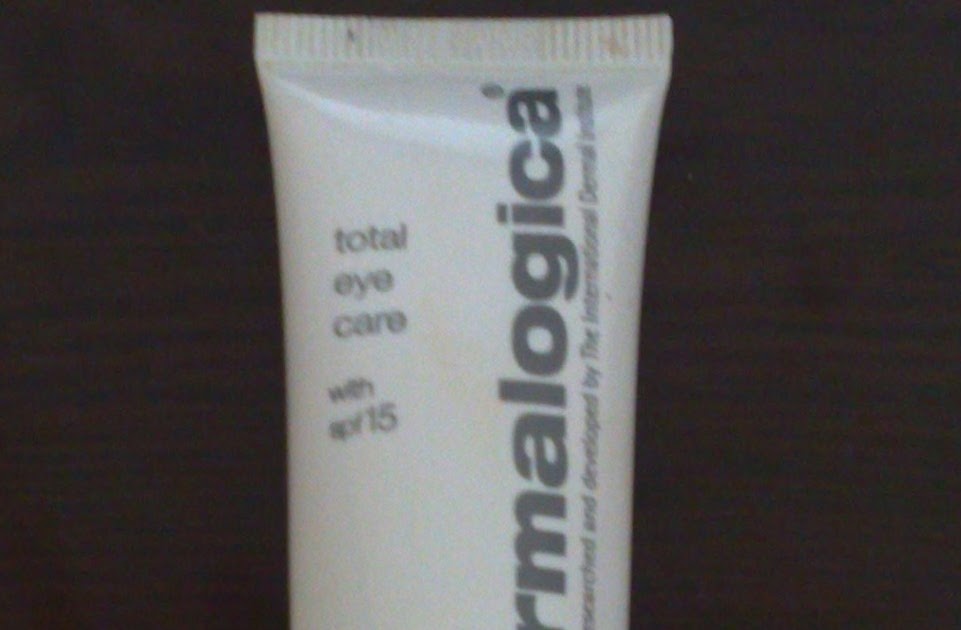 total
eye
care
with
spf15
rmalogica®
researched and developed by The International Dermal Institute